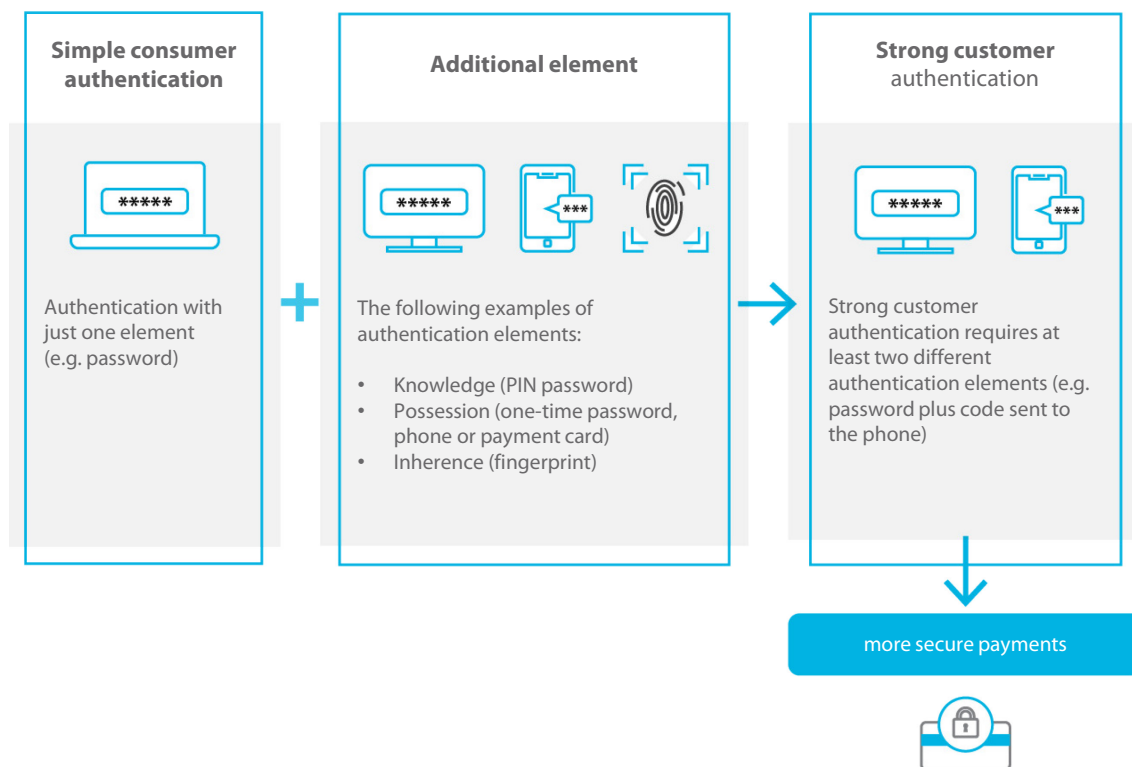 Simple consumer
authentication
*****
Authentication with
just one element
(e.g. password)
Additional element
*****
***
The following examples of
authentication elements:
• Knowledge (PIN password)
• Possession (one-time password,
phone or payment card)
• Inherence (fingerprint)
Strong customer
authentication
*****
***
Strong customer
authentication requires at
least two different
authentication elements (e.g.
password plus code sent to
the phone)
more secure payments